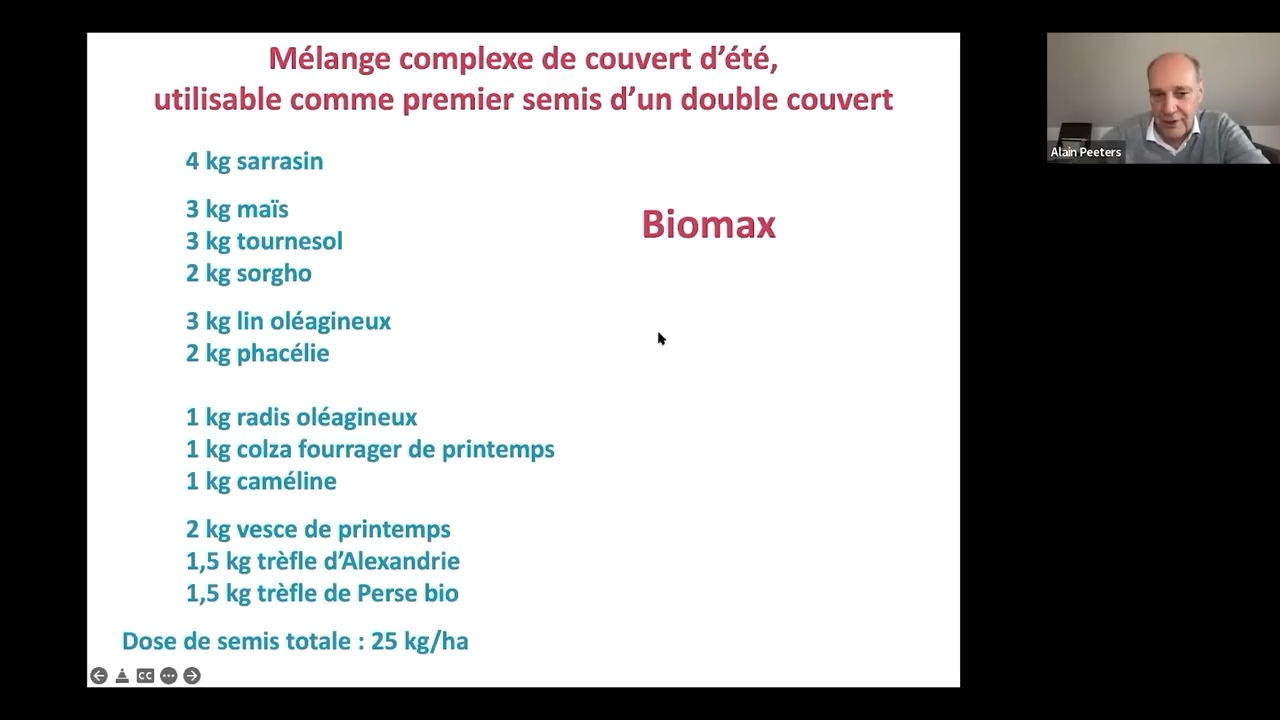 Mélange complexe de couvert d'été,
utilisable comme premier semis d'un double couvert
4 kg sarrasin
3 kg maïs
3 kg tournesol
2 kg sorgho
Biomax
3 kg lin oléagineux
2 kg phacélie
1 kg radis oléagineux
1 kg colza fourrager de printemps
1 kg caméline
2 kg vesce de printemps
1,5 kg trèfle d'Alexandrie
1,5 kg trèfle de Perse bio
Dose de semis totale : 25 kg/ha
CC
Alain Peeters